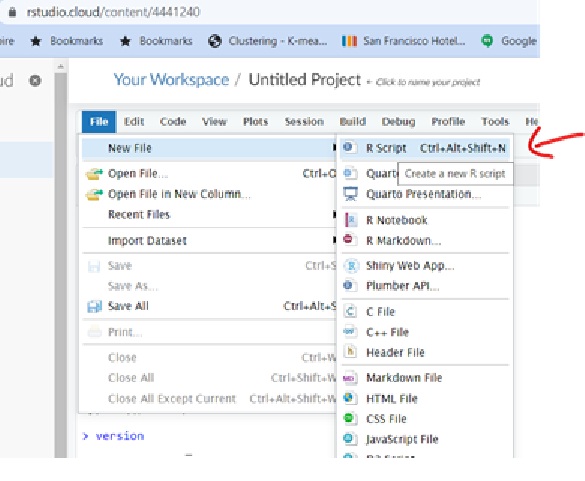 rstudio.cloud/content/4441240
ire Bookmarks Bookmarks Clustering - K-mea... San Francisco Hotel... Google
ud
Your Workspace / Untitled Project - Click to name your project
File Edit Code View Plots Session Build Debug Profile Tools He
New File
R Script Ctrl+Alt+Shift+N
Open File... Ctrl+O
Quarto
Create a new R script
Open File in New Column...
Quarto Presentation...
Recent Files
R Notebook
Import Dataset
R Markdown...
Save Ctrl+S
Shiny Web App...
Save As...
Plumber API...
Save All Ctrl+Alt+S
C File
Print...
C++ File
Close Ctrl+W
Header File
Close All Ctrl+Shift+W
Markdown File
Close All Except Current Ctrl+Alt+Shift+W
HTML File
CSS File
> version
JavaScript File